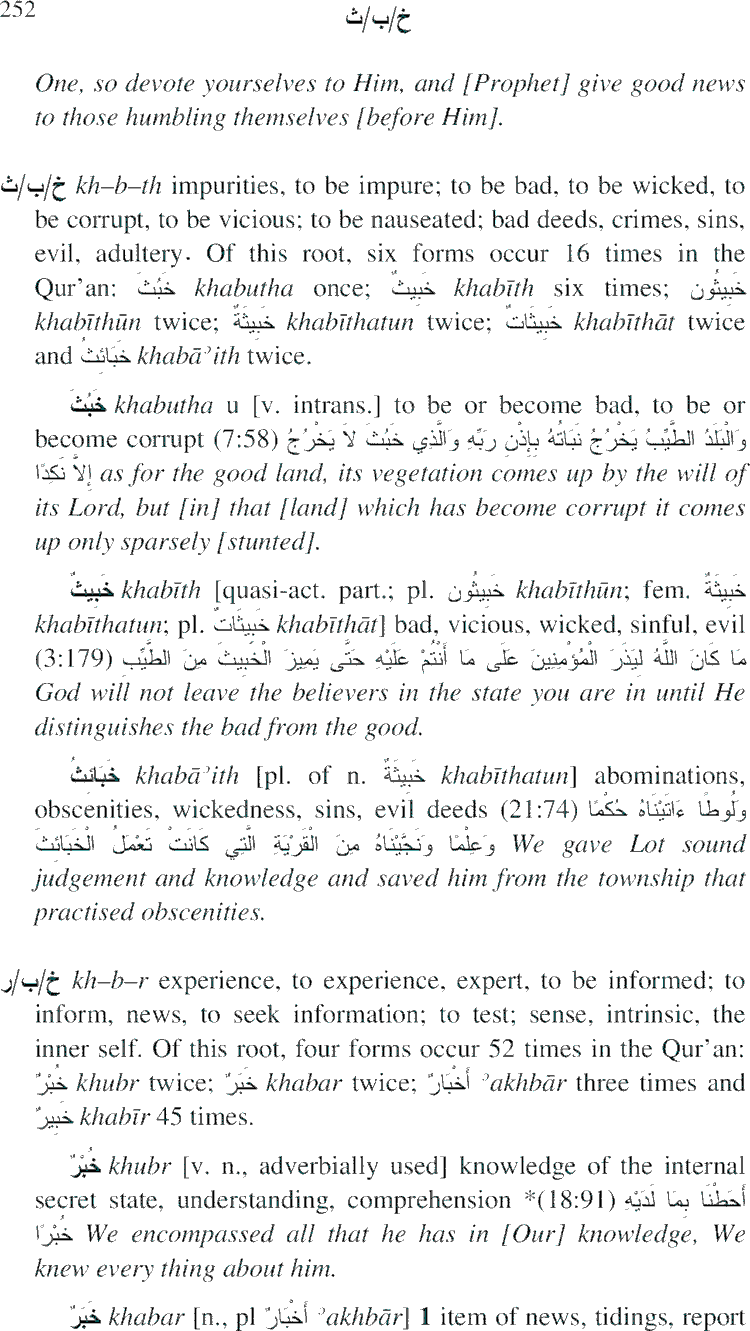 252
خ/ب/ث
One, so devote yourselves to Him, and [Prophet] give good news
to those humbling themselves [before Him].
خ/ب/ث kh–b–th impurities, to be impure; to be bad, to be wicked, to
be corrupt, to be vicious; to be nauseated; bad deeds, crimes, sins,
evil, adultery. Of this root, six forms occur 16 times in the
Qur’an: خَبُثَ khabutha once; خَبِيثٌ khabīth six times; خَبِيثُون
khabīthūn twice; خَبِيثَةٌ khabīthatun twice; خَبِيثَاتٌ khabīthāt twice
and خَبَائِثُ khabāʾith twice.
خَبُثَ khabutha u [v. intrans.] to be or become bad, to be or
become corrupt (7:58) وَالْبَلَدُ الطَّيِّبُ يَخْرُجُ نَبَاتُهُ بِإِذْنِ رَبِّهِ وَالَّذِي خَبُثَ لاَ يَخْرُجُ
إِلاَّ نَكِدًا as for the good land, its vegetation comes up by the will of
its Lord, but [in] that [land] which has become corrupt it comes
up only sparsely [stunted].
خَبِيثٌ khabīth [quasi-act. part.; pl. خَبِيثُون khabīthūn; fem. خَبِيثَةٌ
khabīthatun; pl. خَبِيثَاتٌ khabīthāt] bad, vicious, wicked, sinful, evil
(3:179) مَا كَانَ اللَّهُ لِيَذَرَ الْمُؤْمِنِينَ عَلَى مَا أَنْتُمْ عَلَيْهِ حَتَّى يَمِيزَ الْخَبِيثَ مِنَ الطَّيِّبِ
God will not leave the believers in the state you are in until He
distinguishes the bad from the good.
خَبَائِثُ khabāʾith [pl. of n. خَبِيثَةٌ khabīthatun] abominations,
obscenities, wickedness, sins, evil deeds (21:74) وَلُوطًا ءَاتَيْنَاهُ حُكْمًا
وَعِلْمًا وَنَجَّيْنَاهُ مِنَ الْقَرْيَةِ الَّتِي كَانَتْ تَعْمَلُ الْخَبَائِثَ We gave Lot sound
judgement and knowledge and saved him from the township that
practised obscenities.
خ/ب/ر kh–b–r experience, to experience, expert, to be informed; to
inform, news, to seek information; to test; sense, intrinsic, the
inner self. Of this root, four forms occur 52 times in the Qur’an:
خُبْرٌ khubr twice; خَبَرٌ khabar twice; أَخْبَارٌ ʾakhbār three times and
خَبِيرٌ khabīr 45 times.
خُبْرٌ khubr [v. n., adverbially used] knowledge of the internal
secret state, understanding, comprehension *(18:91) أَحَطْنَا بِمَا لَدَيْهِ
خُبْرًا We encompassed all that he has in [Our] knowledge, We
knew every thing about him.
خَبَرٌ khabar [n., pl أَخْبَارٌ ʾakhbār] 1 item of news, tidings, report